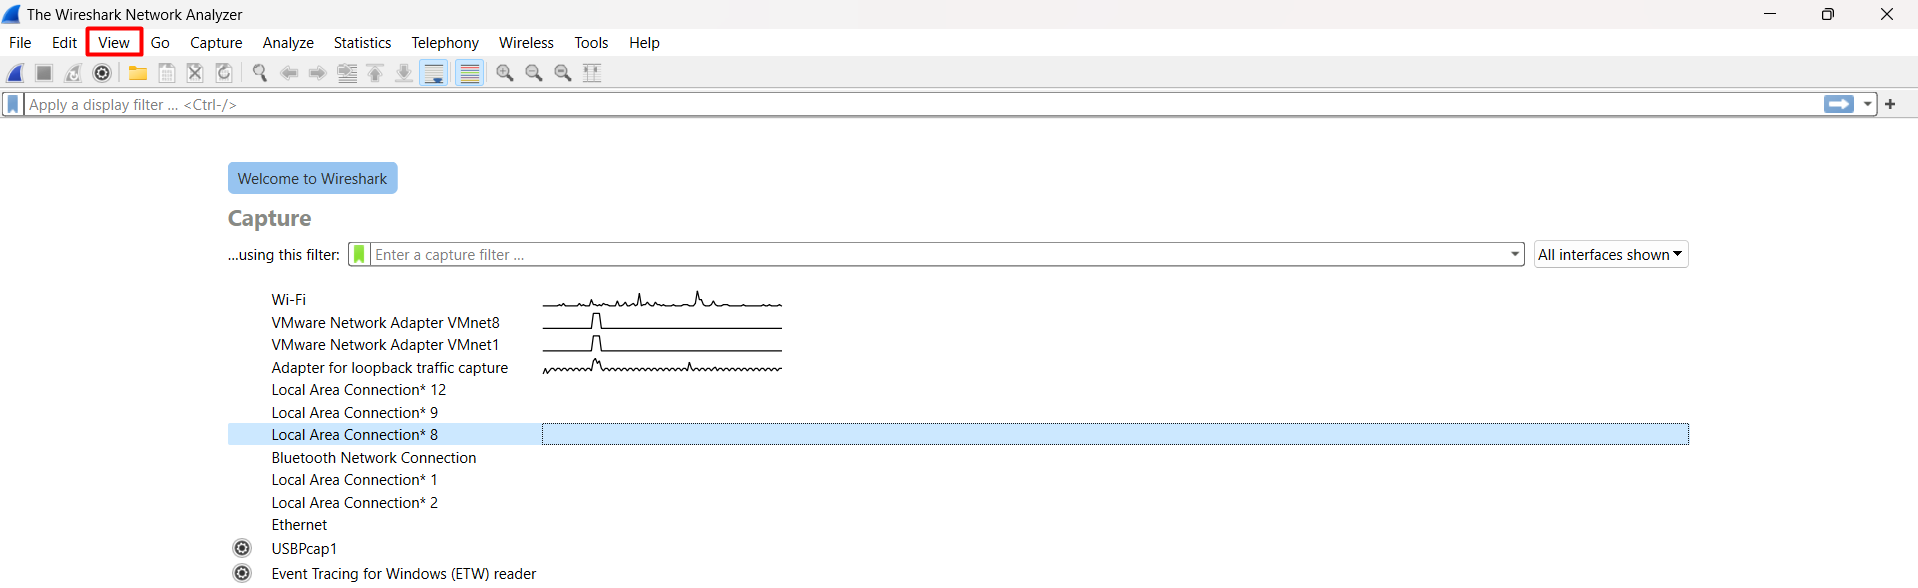 The Wireshark Network Analyzer
File Edit View Go Capture Analyze Statistics Telephony Wireless Tools Help
Apply a display filter ... <Ctrl-/>
Welcome to Wireshark
Capture
...using this filter: Enter a capture filter ... All interfaces shown
Wi-Fi
VMware Network Adapter VMnet8
VMware Network Adapter VMnet1
Adapter for loopback traffic capture
Local Area Connection* 12
Local Area Connection* 9
Local Area Connection* 8
Bluetooth Network Connection
Local Area Connection* 1
Local Area Connection* 2
Ethernet
USBPcap1
Event Tracing for Windows (ETW) reader